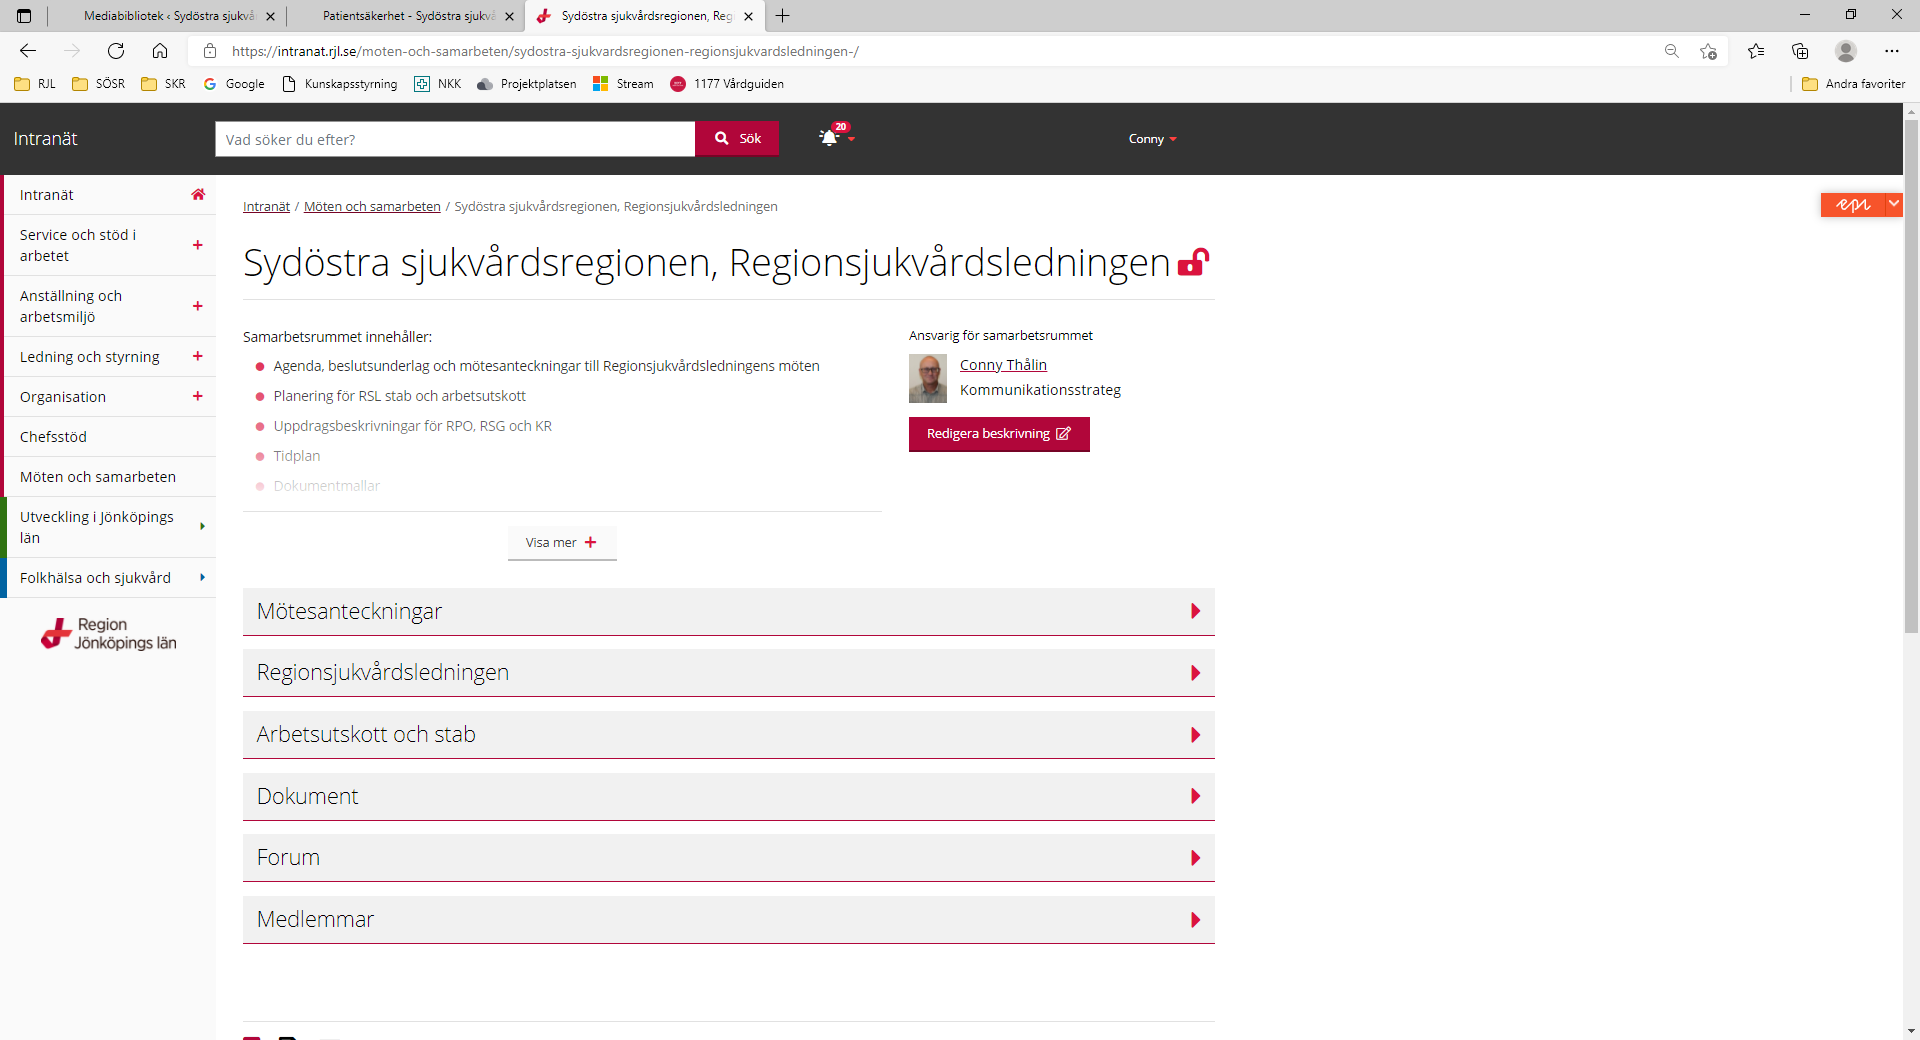 Mediabibliotek ‹ Sydöstra sjukvå
Patientsäkerhet - Sydöstra sjukvå
Sydöstra sjukvårdsregionen, Reg
https://intranat.rjl.se/moten-och-samarbeten/sydostra-sjukvardsregionen-regionsjukvardsledningen-/
RJL
SÖSR
SKR
Google
Kunskapsstyrning
NKK
Projektplatsen
Stream
1177 Vårdguiden
Andra favoriter
Intranät
Vad söker du efter?
Sök
20
Conny
Intranät
Service och stöd i
arbetet
Anställning och
arbetsmiljö
Ledning och styrning
Organisation
Chefsstöd
Möten och samarbeten
Utveckling i Jönköpings
län
Folkhälsa och sjukvård
Region
Jönköpings län
Intranät / Möten och samarbeten / Sydöstra sjukvårdsregionen, Regionsjukvårdsledningen
epi
Sydöstra sjukvårdsregionen, Regionsjukvårdsledningen
Samarbetsrummet innehåller:
Agenda, beslutsunderlag och mötesanteckningar till Regionsjukvårdsledningens möten
Planering för RSL stab och arbetsutskott
Uppdragsbeskrivningar för RPO, RSG och KR
Tidplan
Dokumentmallar
Visa mer
Ansvarig för samarbetsrummet
Conny Thålin
Kommunikationsstrateg
Redigera beskrivning
Mötesanteckningar
Regionsjukvårdsledningen
Arbetsutskott och stab
Dokument
Forum
Medlemmar